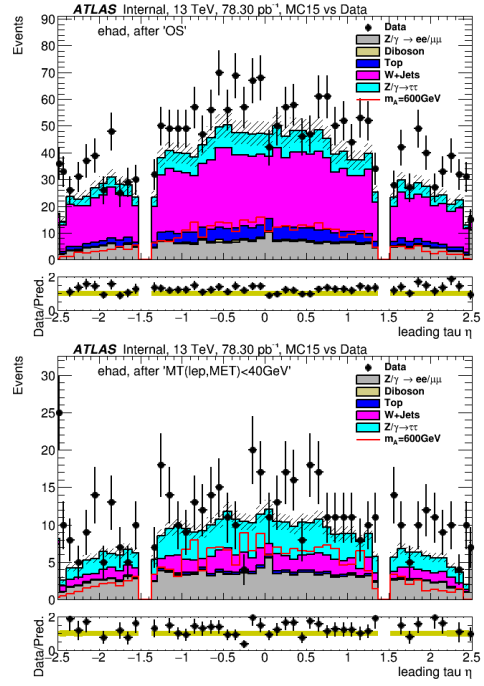 ATLAS Internal, 13 TeV, 78.30 pb⁻¹, MC15 vs Data
Events
90
80
70
60
50
40
30
20
10
0
ehad, after 'OS'
Data
Z/γ → ee/μμ
Diboson
Top
W+Jets
Z/γ→ττ
m_A=600GeV
Data/Pred.
2
1
0
−2.5 −2 −1.5 −1 −0.5 0 0.5 1 1.5 2 2.5
leading tau η
ATLAS Internal, 13 TeV, 78.30 pb⁻¹, MC15 vs Data
Events
30
25
20
15
10
5
0
ehad, after 'MT(lep,MET)<40GeV'
Data
Z/γ → ee/μμ
Diboson
Top
W+Jets
Z/γ→ττ
m_A=600GeV
Data/Pred.
2
1
0
−2.5 −2 −1.5 −1 −0.5 0 0.5 1 1.5 2 2.5
leading tau η